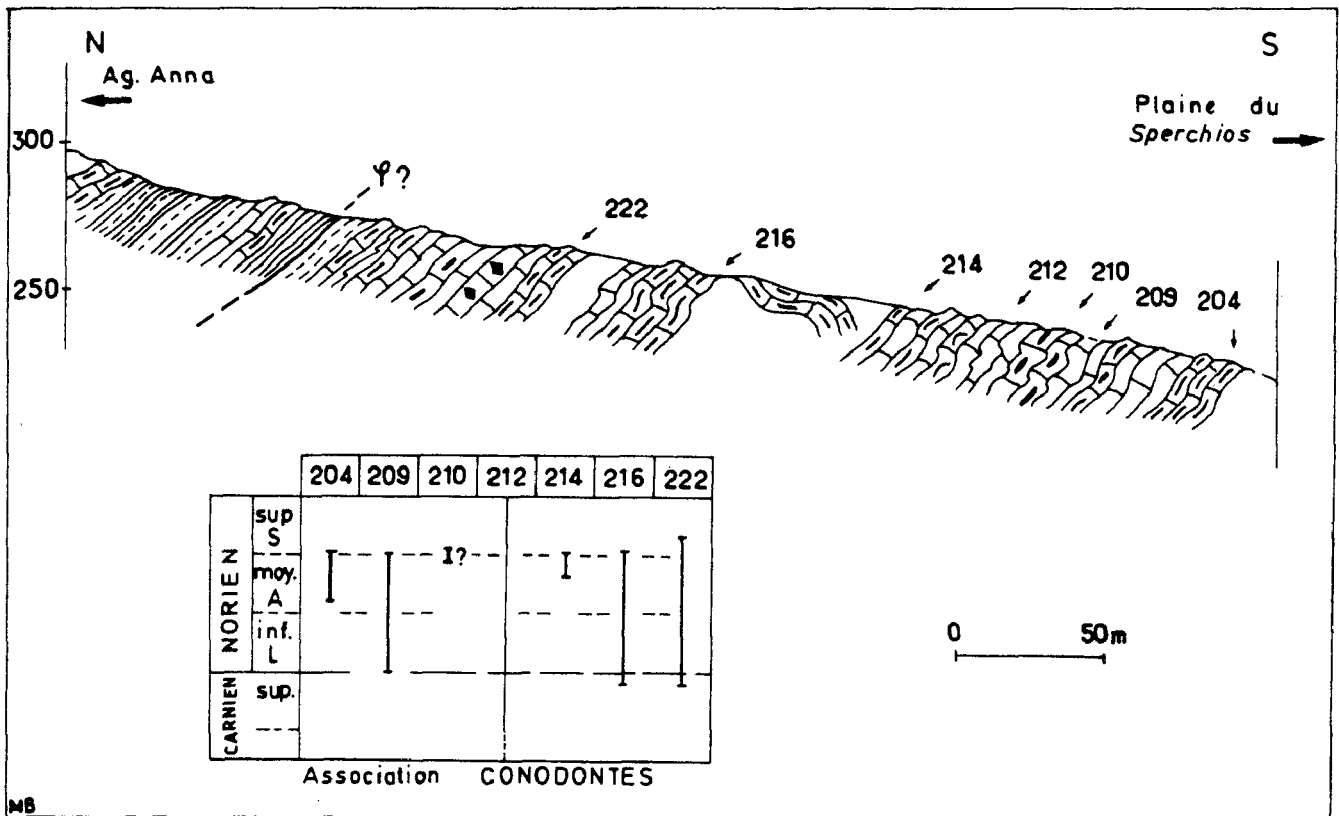 N
S
Ag. Anna
Plaine du
Sperchios
300
φ?
222
216
250
214
212
210
209
204
204 209 210 212 214 216 222
NORIEN
sup
S
I?
moy.
A
inf.
L
CARNIEN
sup.
0 50m
Association CONODONTES
MB